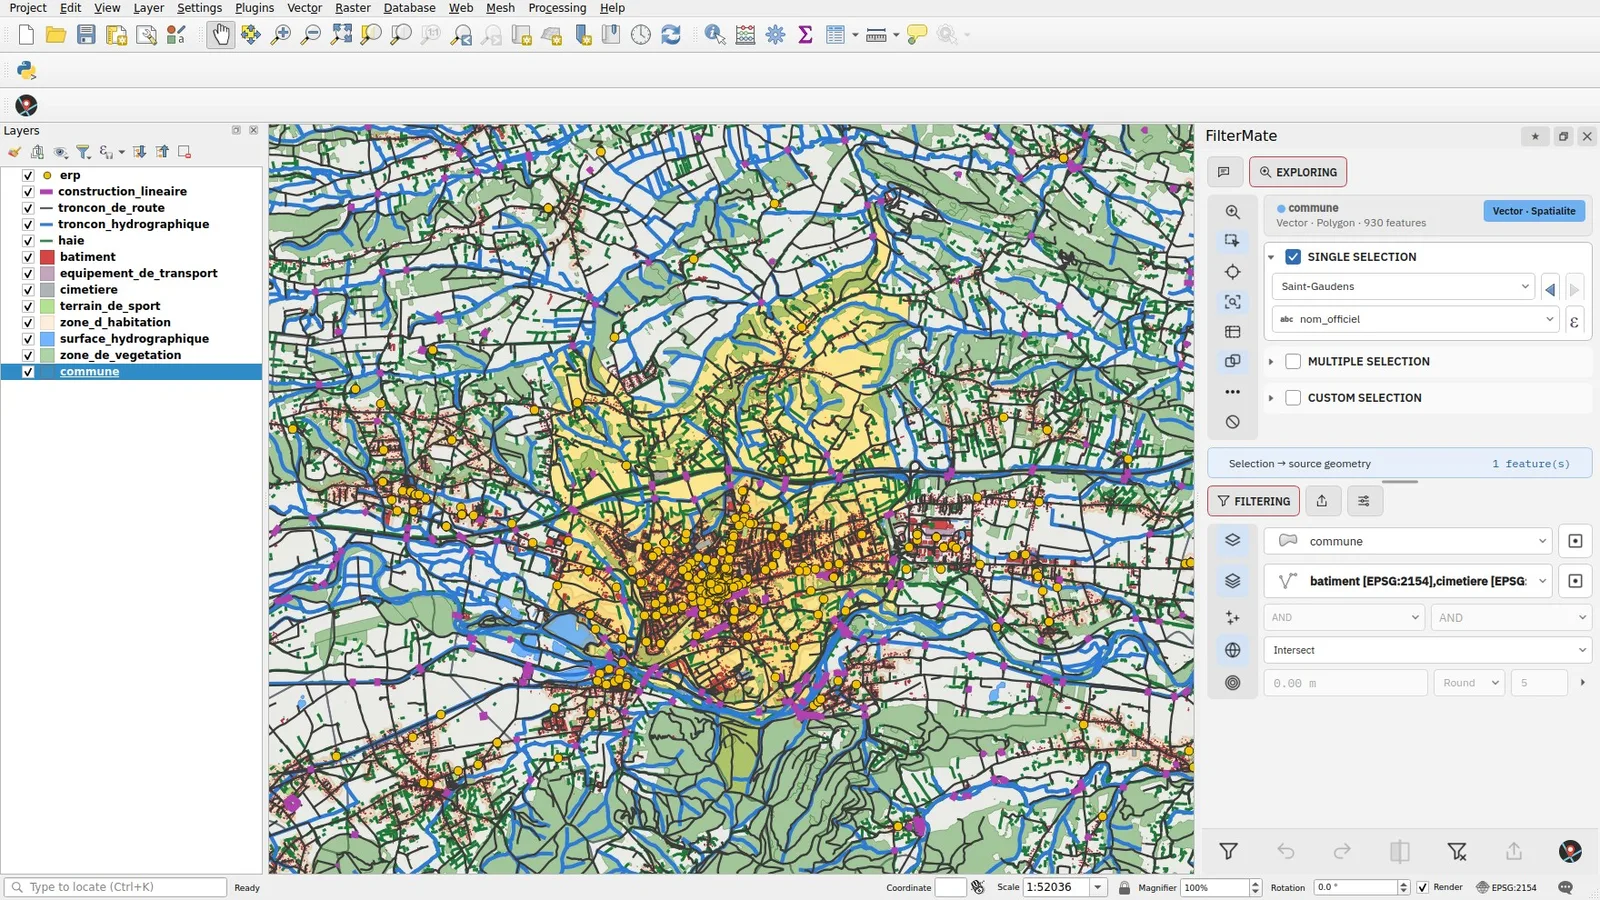 Project Edit View Layer Settings Plugins Vector Raster Database Web Mesh Processing Help
Layers
erp
construction_lineaire
troncon_de_route
troncon_hydrographique
haie
batiment
equipement_de_transport
cimetiere
terrain_de_sport
zone_d_habitation
surface_hydrographique
zone_de_vegetation
commune
FilterMate
EXPLORING
commune
Vector · Polygon · 930 features
Vector · Spatialite
SINGLE SELECTION
Saint-Gaudens
abc nom_officiel
ε
MULTIPLE SELECTION
CUSTOM SELECTION
Selection → source geometry 1 feature(s)
FILTERING
commune
batiment [EPSG:2154],cimetiere [EPSG:
AND AND
Intersect
0.00 m Round 5
Type to locate (Ctrl+K) Ready Coordinate Scale 1:52036 Magnifier 100% Rotation 0.0 ° Render EPSG:2154